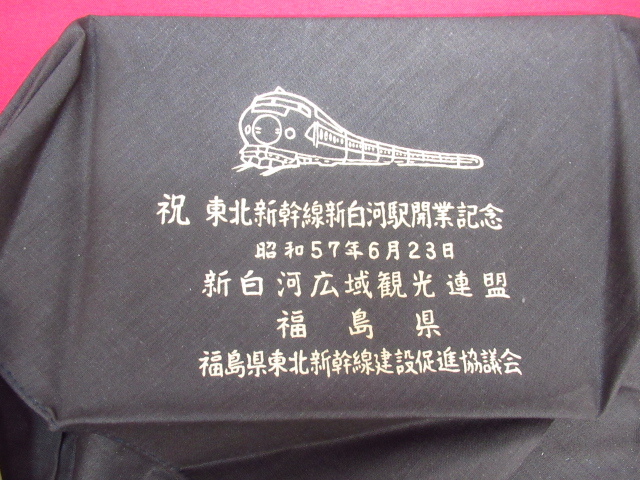 祝 東北新幹線新白河駅開業記念
昭和57年6月23日
新白河広域観光連盟
福島県
福島県東北新幹線建設促進協議会